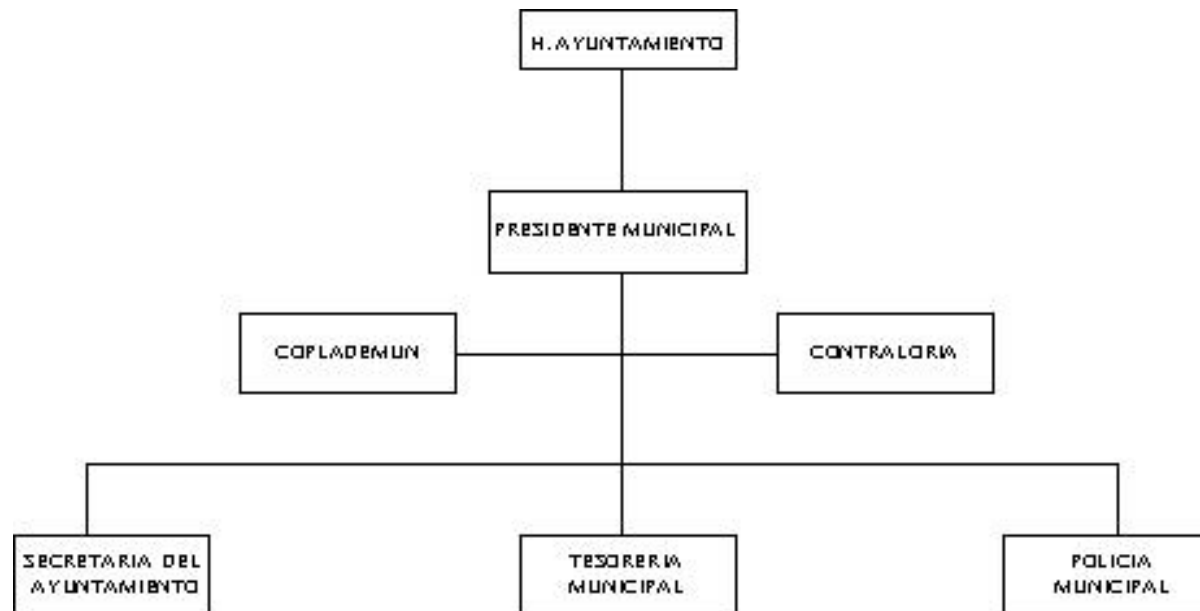 H. AYUNTAMIENTO
PRESIDENTE MUNICIPAL
COPLADEMUN
CONTRALORIA
SECRETARIA DEL
AYUNTAMIENTO
TESORERIA
MUNICIPAL
POLICIA
MUNICIPAL